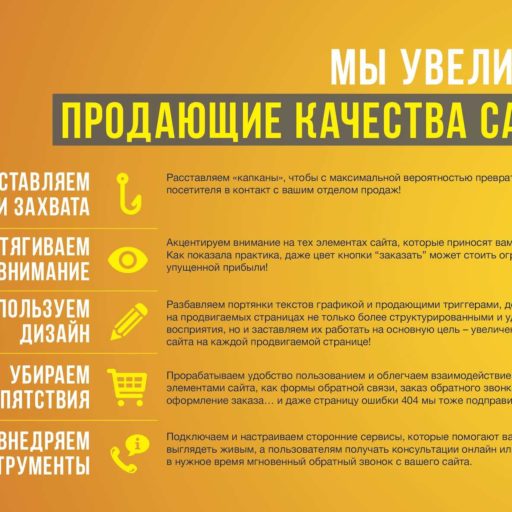 МЫ УВЕЛИ
ПРОДАЮЩИЕ КАЧЕСТВА СА
СТАВЛЯЕМ
И ЗАХВАТА
Расставляем «капканы», чтобы с максимальной вероятностью преврат
посетителя в контакт с вашим отделом продаж!
ТЯГИВАЕМ
ВНИМАНИЕ
Акцентируем внимание на тех элементах сайта, которые приносят вам
Как показала практика, даже цвет кнопки “заказать” может стоить огр
упущенной прибыли!
ПОЛЬЗУЕМ
ДИЗАЙН
Разбавляем портянки текстов графикой и продающими триггерами, де
на продвигаемых страницах не только более структурированными и уд
восприятия, но и заставляем их работать на основную цель – увеличен
сайта на каждой продвигаемой странице!
УБИРАЕМ
ПЯТСТВИЯ
Прорабатываем удобство пользованием и облегчаем взаимодействие
элементами сайта, как формы обратной связи, заказ обратного звонк
оформление заказа... и даже страницу ошибки 404 мы тоже подправи
ВНЕДРЯЕМ
ТРУМЕНТЫ
Подключаем и настраиваем сторонние сервисы, которые помогают ва
выглядеть живым, а пользователям получать консультации онлайн ил
в нужное время мгновенный обратный звонок с вашего сайта.